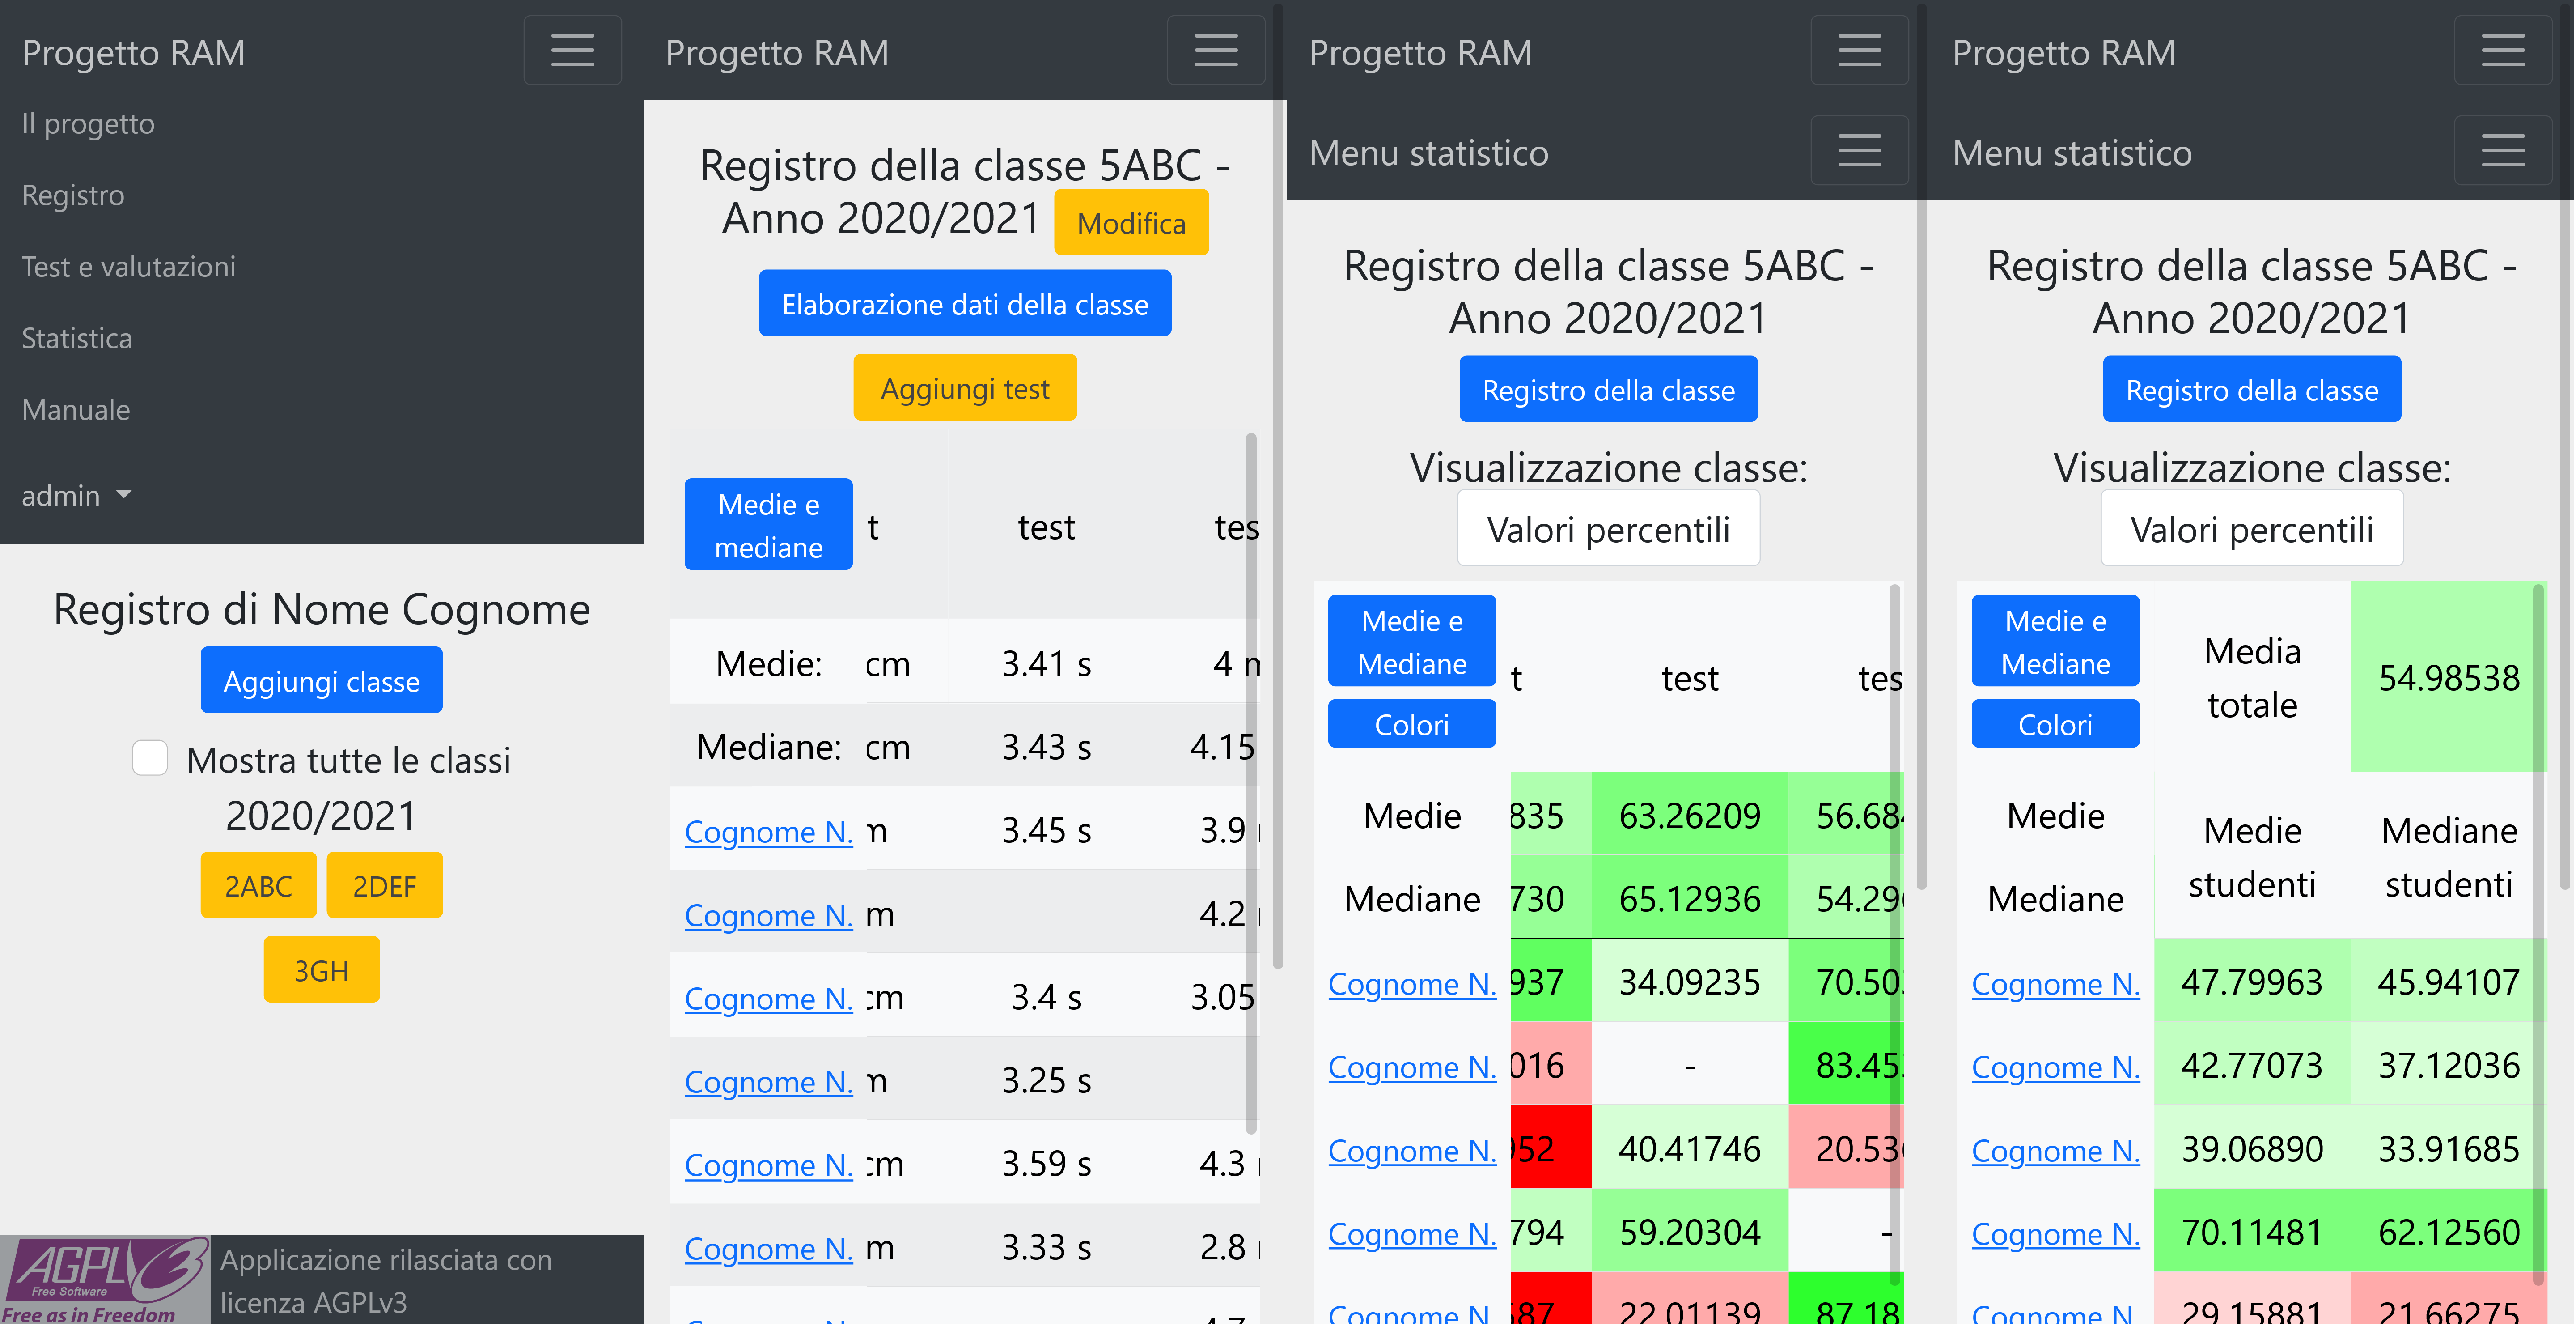 Progetto RAM
Il progetto
Registro
Test e valutazioni
Statistica
Manuale
admin
Registro di Nome Cognome
Aggiungi classe
Mostra tutte le classi
2020/2021
2ABC 2DEF
3GH
AGPLv3
Free Software
Free as in Freedom
Applicazione rilasciata con
licenza AGPLv3
Progetto RAM
Registro della classe 5ABC -
Anno 2020/2021 Modifica
Elaborazione dati della classe
Aggiungi test
Medie e
mediane
t test tes
Medie: cm 3.41 s 4 m
Mediane: cm 3.43 s 4.15
Cognome N. m 3.45 s 3.9
Cognome N. m 4.2
Cognome N. cm 3.4 s 3.05
Cognome N. m 3.25 s
Cognome N. cm 3.59 s 4.3
Cognome N. m 3.33 s 2.8
Progetto RAM
Menu statistico
Registro della classe 5ABC -
Anno 2020/2021
Registro della classe
Visualizzazione classe:
Valori percentili
Medie e
Mediane
Colori
t test tes
Medie 835 63.26209 56.684
Mediane 730 65.12936 54.290
Cognome N. 937 34.09235 70.50
Cognome N. 016 - 83.45
Cognome N. 952 40.41746 20.530
Cognome N. 794 59.20304 -
Cognome N. 587 22.01139 87.18
Progetto RAM
Menu statistico
Registro della classe 5ABC -
Anno 2020/2021
Registro della classe
Visualizzazione classe:
Valori percentili
Medie e
Mediane
Colori
Media
totale
54.98538
Medie
Mediane
Medie
studenti
Mediane
studenti
Cognome N. 47.79963 45.94107
Cognome N. 42.77073 37.12036
Cognome N. 39.06890 33.91685
Cognome N. 70.11481 62.12560
Cognome N. 29.15881 21.66275